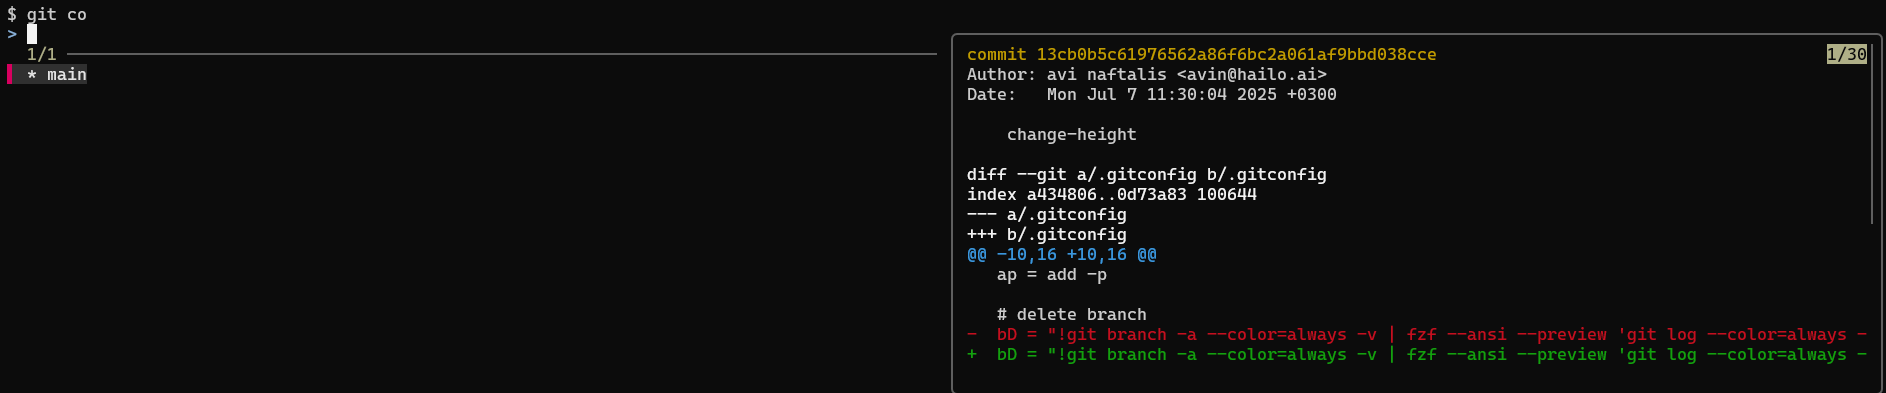 $ git co
>
1/1
* main
commit 13cb0b5c61976562a86f6bc2a061af9bbd038cce 1/30
Author: avi naftalis <avin@hailo.ai>
Date:   Mon Jul 7 11:30:04 2025 +0300
change-height
diff --git a/.gitconfig b/.gitconfig
index a434806..0d73a83 100644
--- a/.gitconfig
+++ b/.gitconfig
@@ -10,16 +10,16 @@
ap = add -p
# delete branch
-  bD = "!git branch -a --color=always -v | fzf --ansi --preview 'git log --color=always -
+  bD = "!git branch -a --color=always -v | fzf --ansi --preview 'git log --color=always -